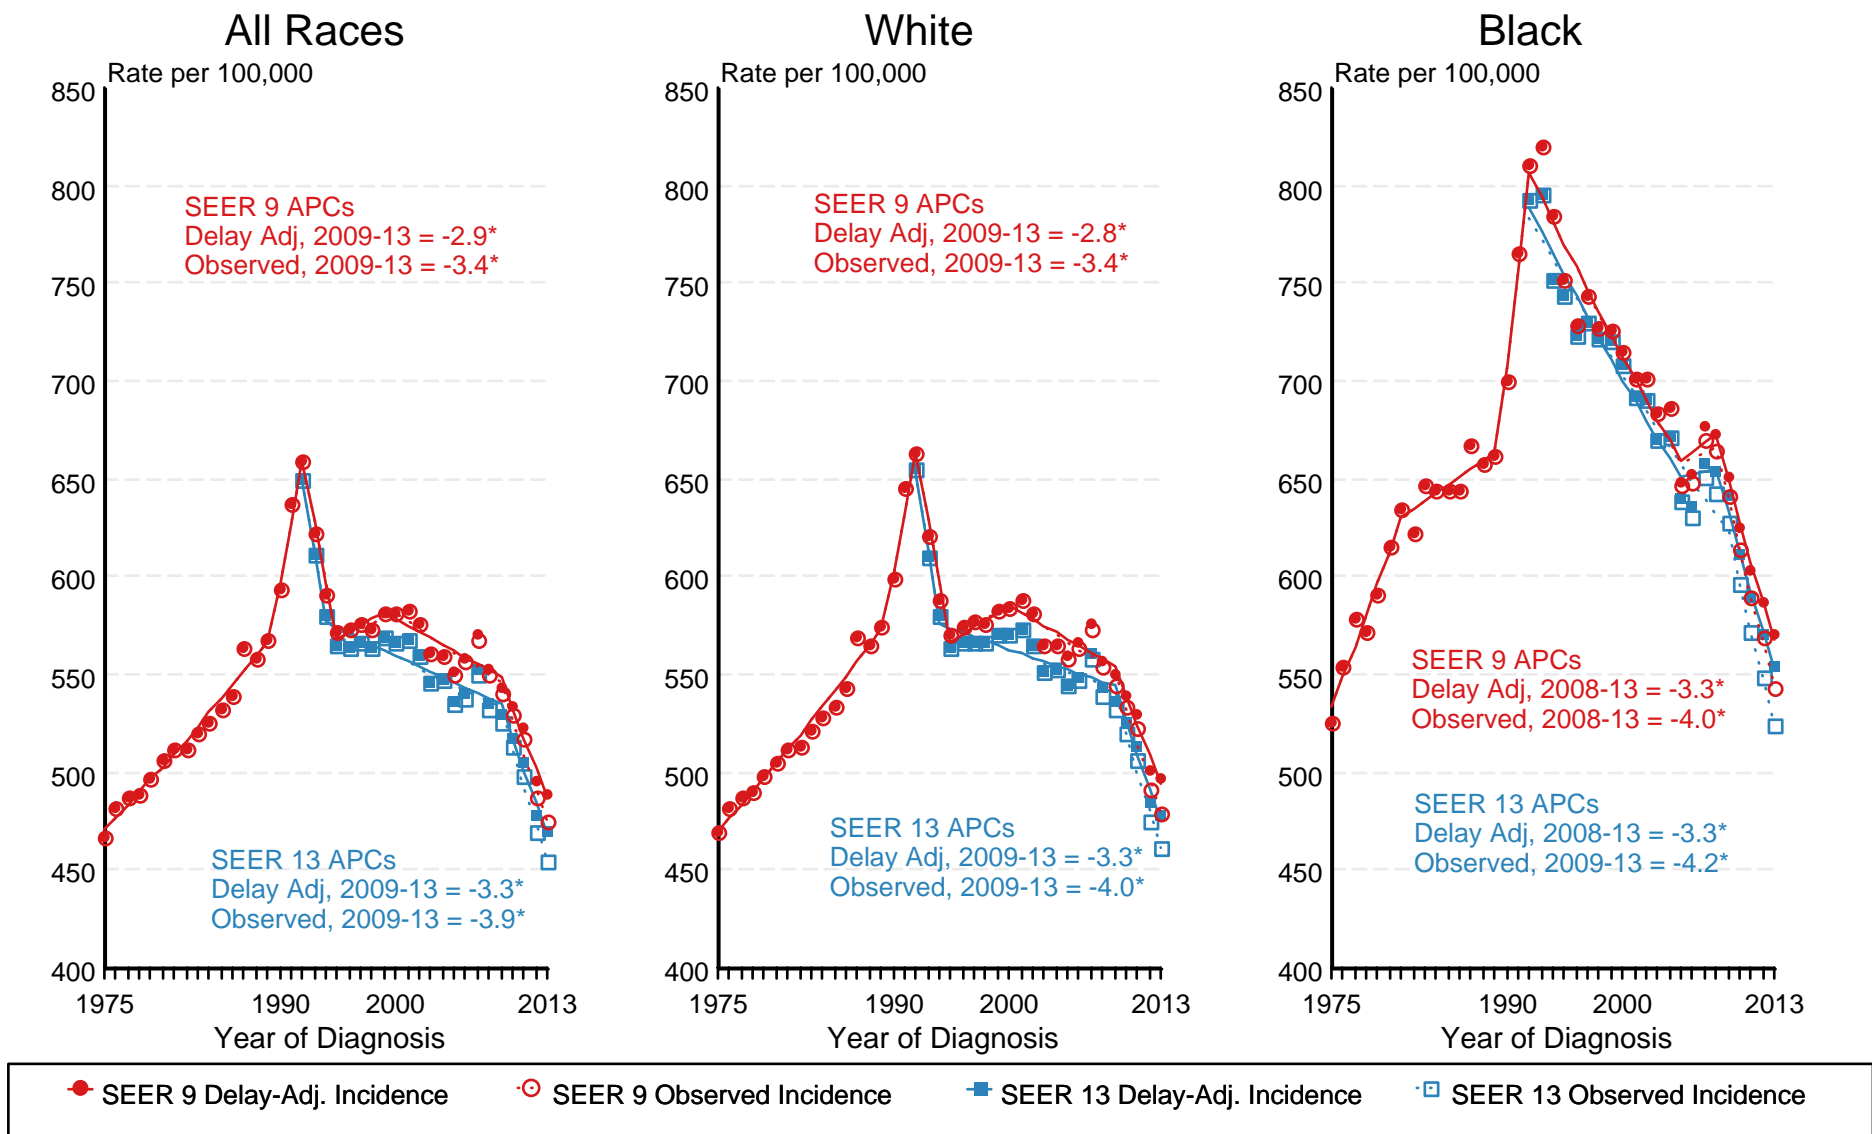 All Races
Rate per 100,000
850
800
750
700
650
600
550
500
450
400
SEER 9 APCs
Delay Adj, 2009-13 = -2.9*
Observed, 2009-13 = -3.4*
SEER 13 APCs
Delay Adj, 2009-13 = -3.3*
Observed, 2009-13 = -3.9*
1975 1990 2000 2013
Year of Diagnosis
White
Rate per 100,000
850
800
750
700
650
600
550
500
450
400
SEER 9 APCs
Delay Adj, 2009-13 = -2.8*
Observed, 2009-13 = -3.4*
SEER 13 APCs
Delay Adj, 2009-13 = -3.3*
Observed, 2009-13 = -4.0*
1975 1990 2000 2013
Year of Diagnosis
Black
Rate per 100,000
850
800
750
700
650
600
550
500
450
400
SEER 9 APCs
Delay Adj, 2008-13 = -3.3*
Observed, 2008-13 = -4.0*
SEER 13 APCs
Delay Adj, 2008-13 = -3.3*
Observed, 2009-13 = -4.2*
1975 1990 2000 2013
Year of Diagnosis
SEER 9 Delay-Adj. Incidence SEER 9 Observed Incidence SEER 13 Delay-Adj. Incidence SEER 13 Observed Incidence